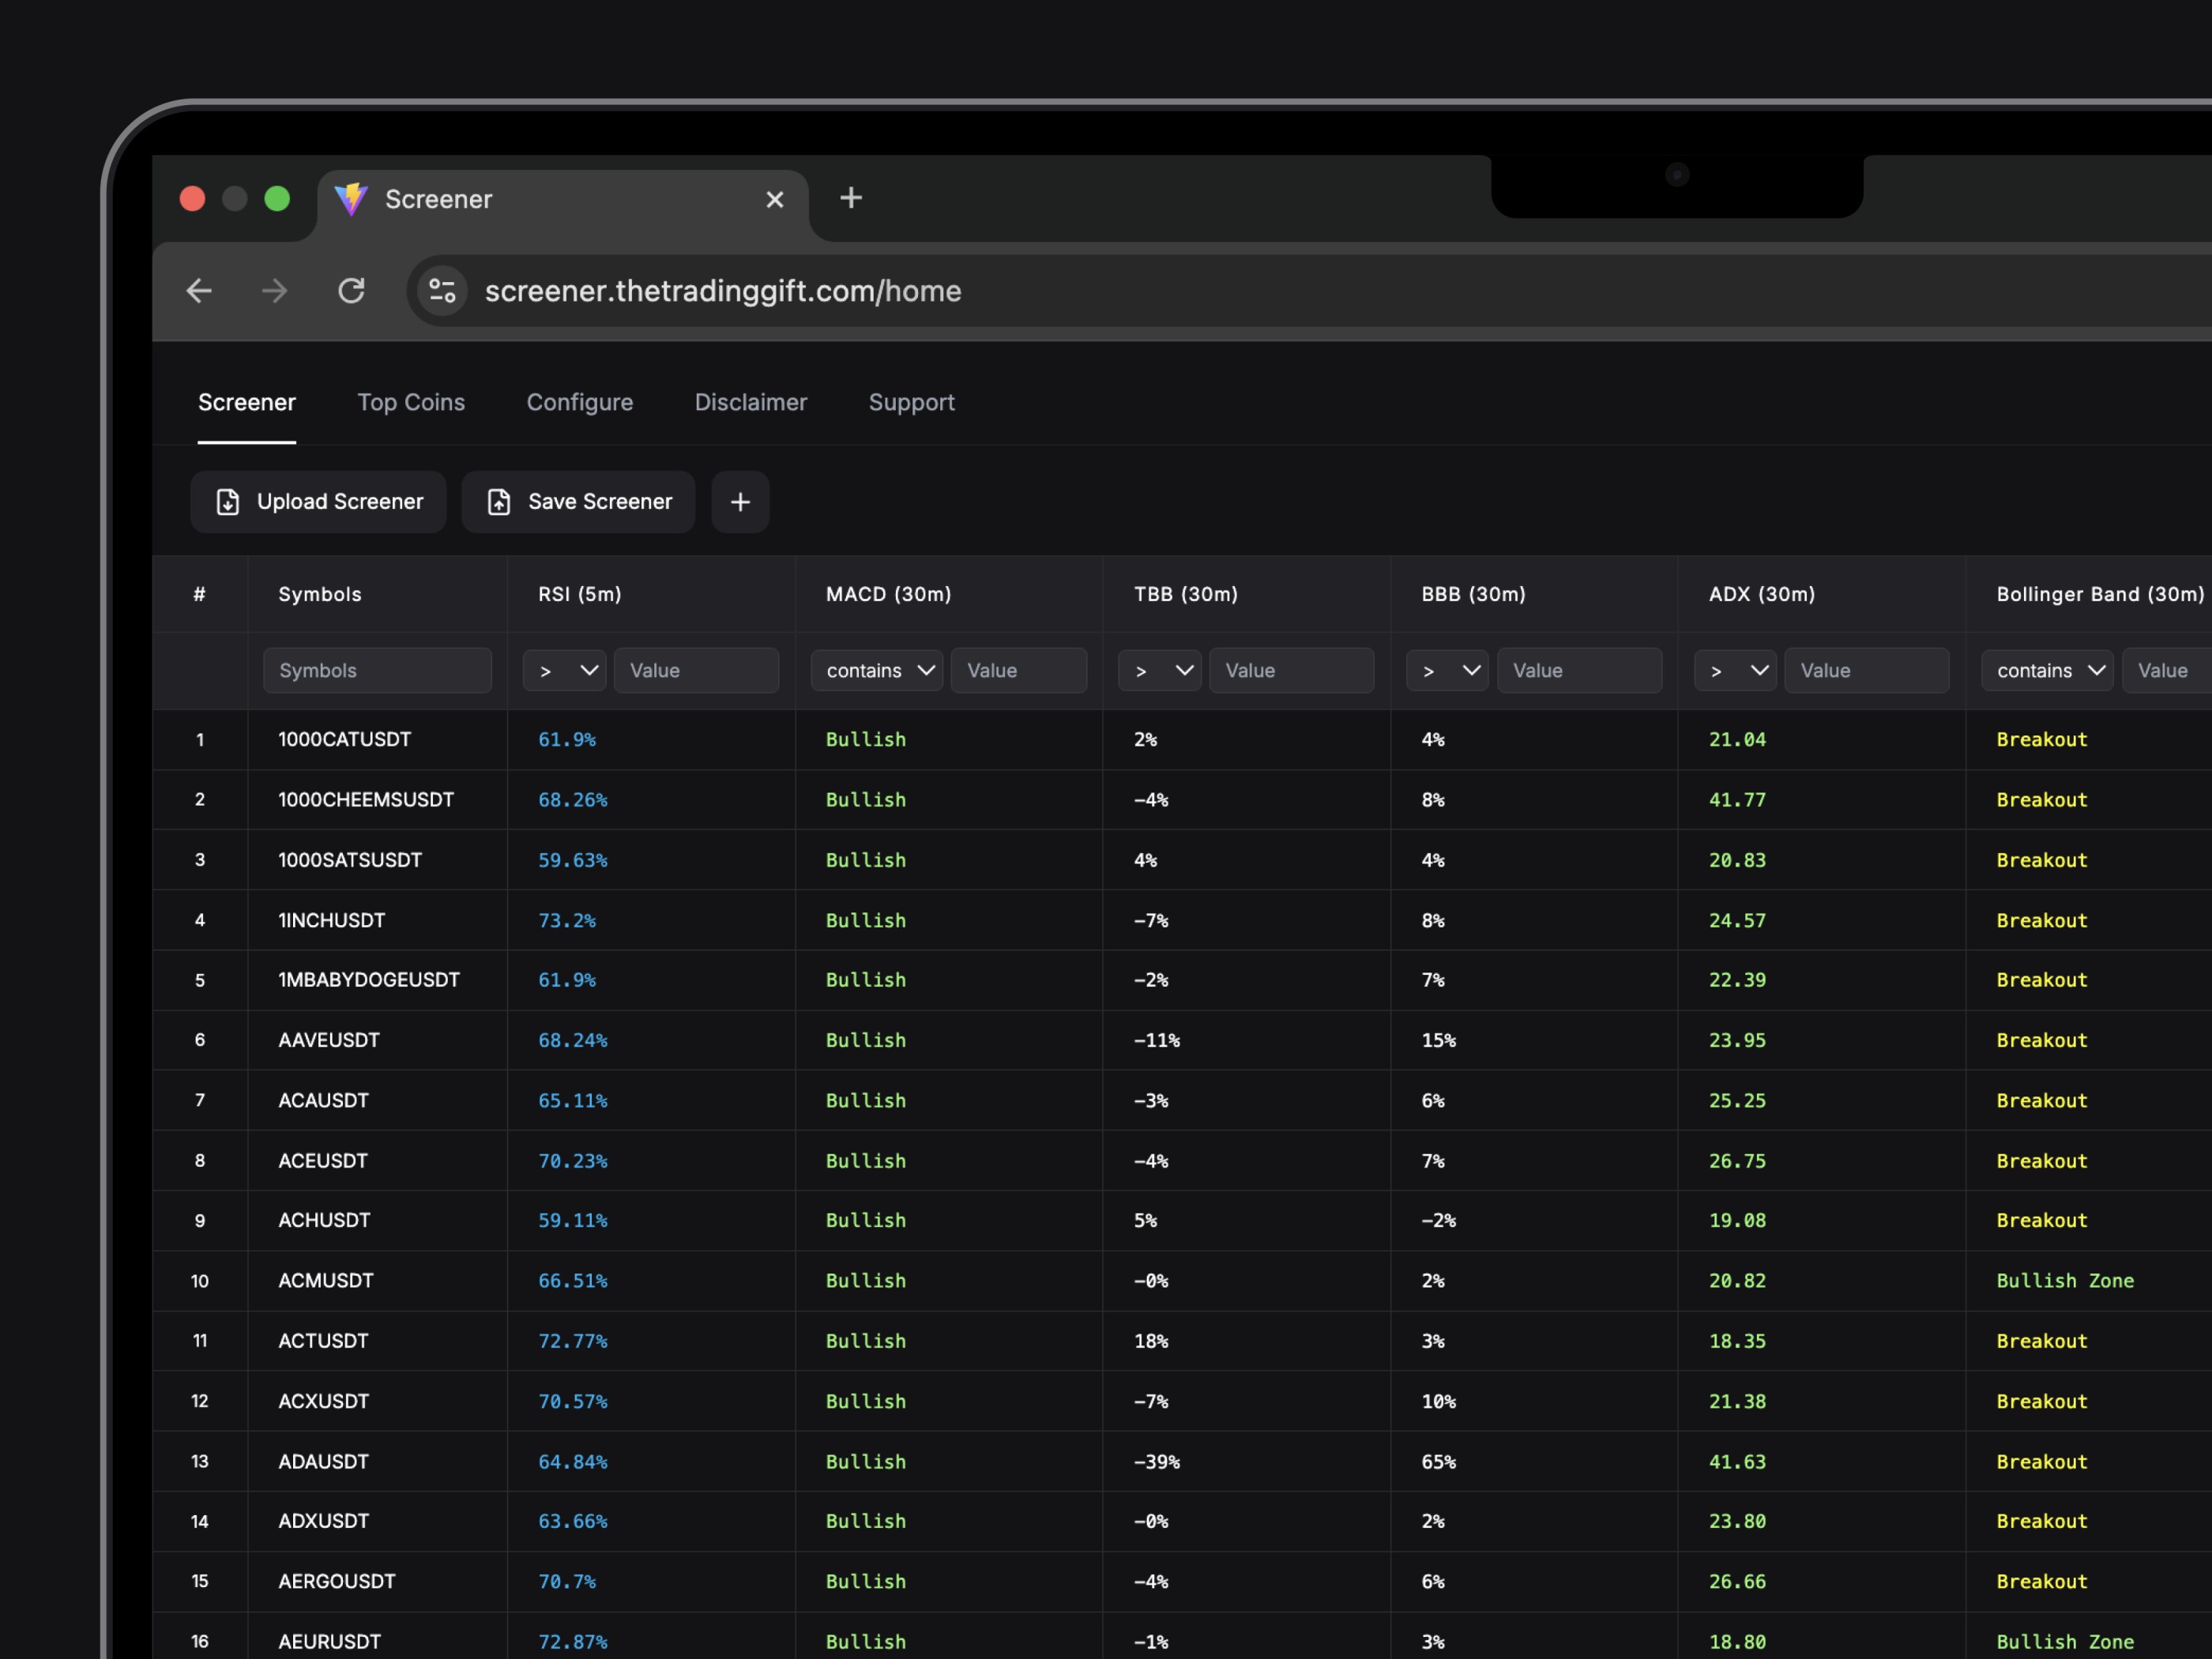 Screener
screener.thetradinggift.com/home
Screener Top Coins Configure Disclaimer Support
Upload Screener Save Screener +
# Symbols RSI (5m) MACD (30m) TBB (30m) BBB (30m) ADX (30m) Bollinger Band (30m)
Symbols > Value contains Value > Value > Value > Value contains Value
1 1000CATUSDT 61.9% Bullish 2% 4% 21.04 Breakout
2 1000CHEEMSUSDT 68.26% Bullish −4% 8% 41.77 Breakout
3 1000SATSUSDT 59.63% Bullish 4% 4% 20.83 Breakout
4 1INCHUSDT 73.2% Bullish −7% 8% 24.57 Breakout
5 1MBABYDOGEUSDT 61.9% Bullish −2% 7% 22.39 Breakout
6 AAVEUSDT 68.24% Bullish −11% 15% 23.95 Breakout
7 ACAUSDT 65.11% Bullish −3% 6% 25.25 Breakout
8 ACEUSDT 70.23% Bullish −4% 7% 26.75 Breakout
9 ACHUSDT 59.11% Bullish 5% −2% 19.08 Breakout
10 ACMUSDT 66.51% Bullish −0% 2% 20.82 Bullish Zone
11 ACTUSDT 72.77% Bullish 18% 3% 18.35 Breakout
12 ACXUSDT 70.57% Bullish −7% 10% 21.38 Breakout
13 ADAUSDT 64.84% Bullish −39% 65% 41.63 Breakout
14 ADXUSDT 63.66% Bullish −0% 2% 23.80 Breakout
15 AERGOUSDT 70.7% Bullish −4% 6% 26.66 Breakout
16 AEURUSDT 72.87% Bullish −1% 3% 18.80 Bullish Zone